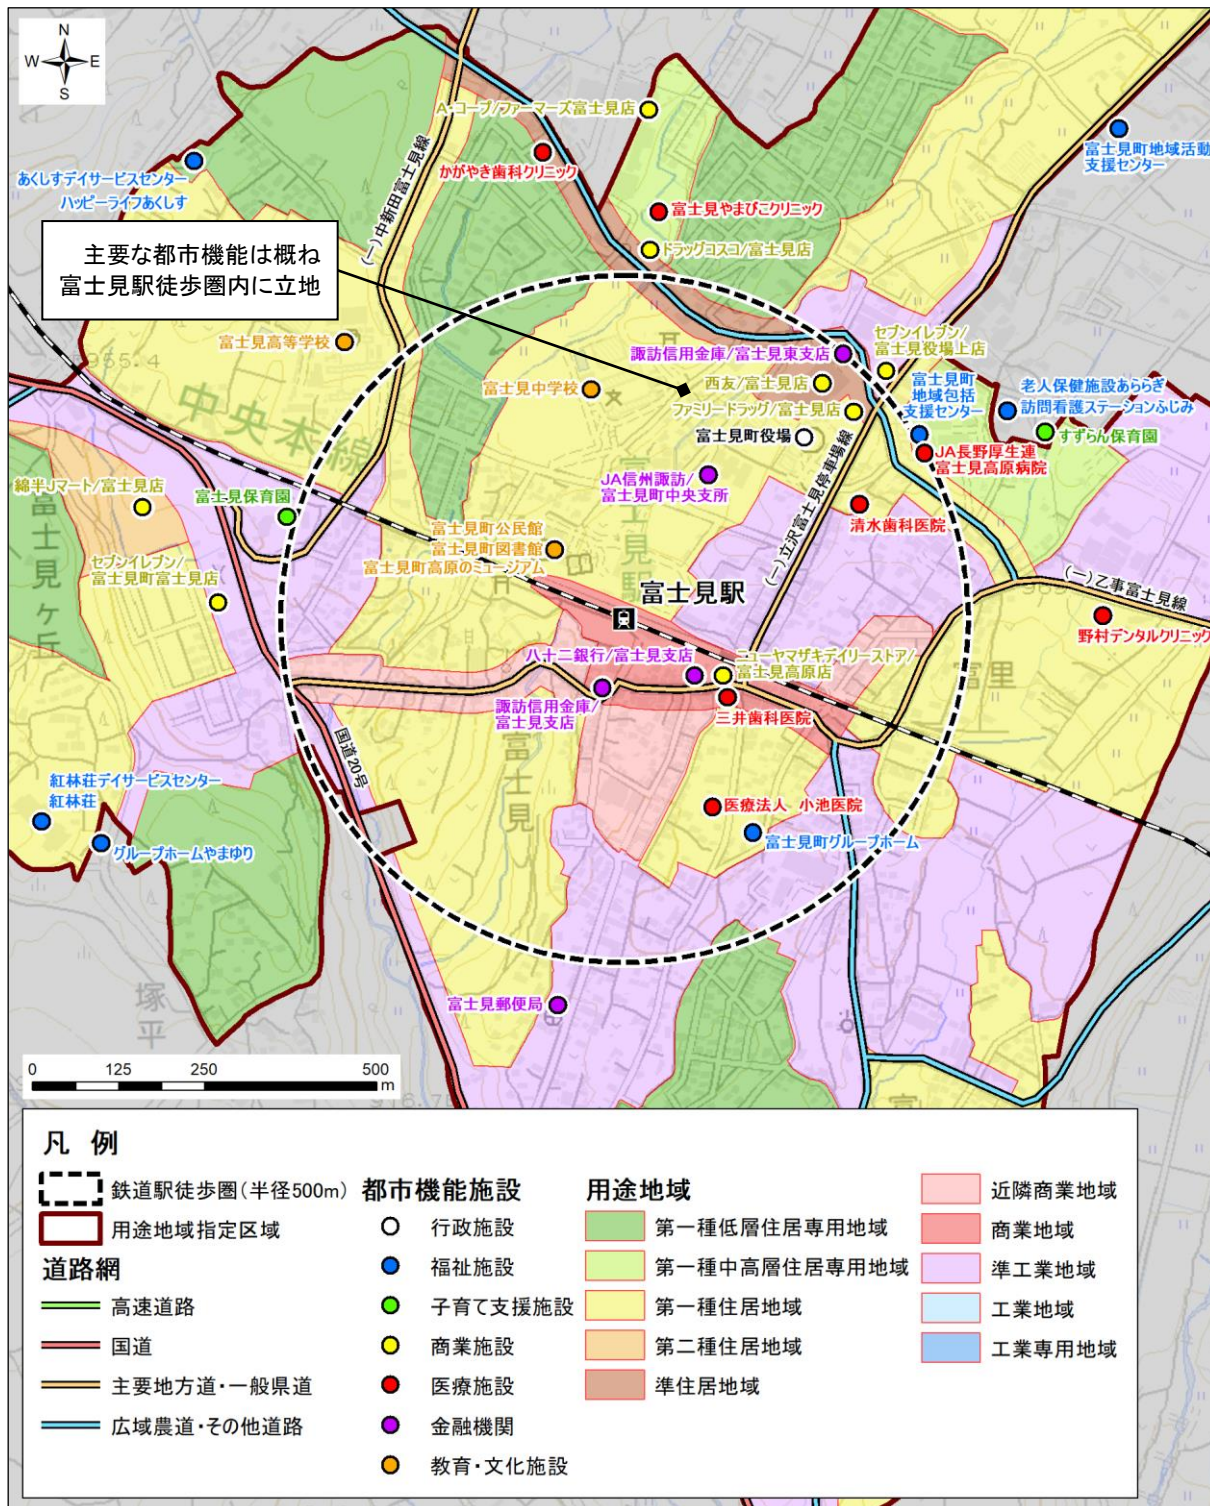 N
W E
S
A・コープ/ファーマーズ富士見店
かがやき歯科クリニック
富士見町地域活動
支援センター
あくしすデイサービスセンター
ハッピーライフあくしす
(一)中新田富士見線
富士見やまびこクリニック
ドラッグコスコ/富士見店
主要な都市機能は概ね
富士見駅徒歩圏内に立地
955.4
富士見高等学校
中央本線
富士見中学校
諏訪信用金庫/富士見東支店
セブンイレブン/
富士見役場上店
西友/富士見店
ファミリードラッグ/富士見店
富士見町
地域包括
支援センター
老人保健施設あららぎ
訪問看護ステーションふじみ
すずらん保育園
富士見町役場
JA長野厚生連
富士見高原病院
JA信州諏訪/
富士見町中央支所
清水歯科医院
(一)立沢富士見停車場線
綿半Jマート/富士見店
富士見保育園
富士見ヶ丘
富士見町公民館
富士見町図書館
富士見町高原のミュージアム
セブンイレブン/
富士見町富士見店
富士見駅
富士見駅
(一)乙事富士見線
野村デンタルクリニック
富里
八十二銀行/富士見支店
ニューヤマザキデイリーストア/
富士見高原店
諏訪信用金庫/
富士見支店
三井歯科医院
国道20号
富士見
紅林荘デイサービスセンター
紅林荘
グループホームやまゆり
医療法人 小池医院
富士見町グループホーム
塚平
富士見郵便局
0 125 250 500
m
凡 例
鉄道駅徒歩圏(半径500m)
用途地域指定区域
道路網
高速道路
国道
主要地方道・一般県道
広域農道・その他道路
都市機能施設
行政施設
福祉施設
子育て支援施設
商業施設
医療施設
金融機関
教育・文化施設
用途地域
第一種低層住居専用地域
第一種中高層住居専用地域
第一種住居地域
第二種住居地域
準住居地域
近隣商業地域
商業地域
準工業地域
工業地域
工業専用地域